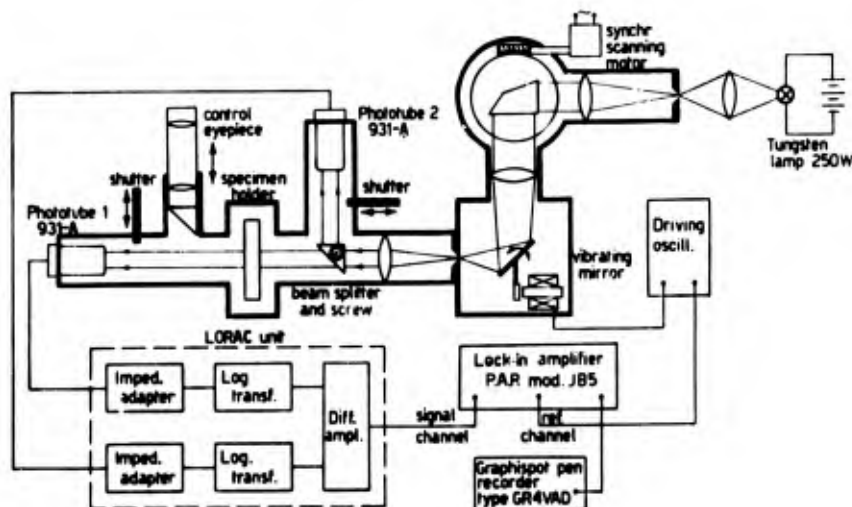 synchr
scanning
motor
control
eyepiece
Phototube 2
931-A
Tungsten
lamp 250W
shutter
specimen
holder
shutter
Phototube 1
931-A
Driving
oscill.
vibrating
mirror
beam splitter
and screw
LORAC unit
Lock-in amplifier
P.A.R mod. JB5
Imped.
adapter
Log
transf.
Diff.
ampl.
signal
channel
ref.
channel
Imped.
adapter
Log.
transf.
Graphispot pen
recorder
type GR4VAD